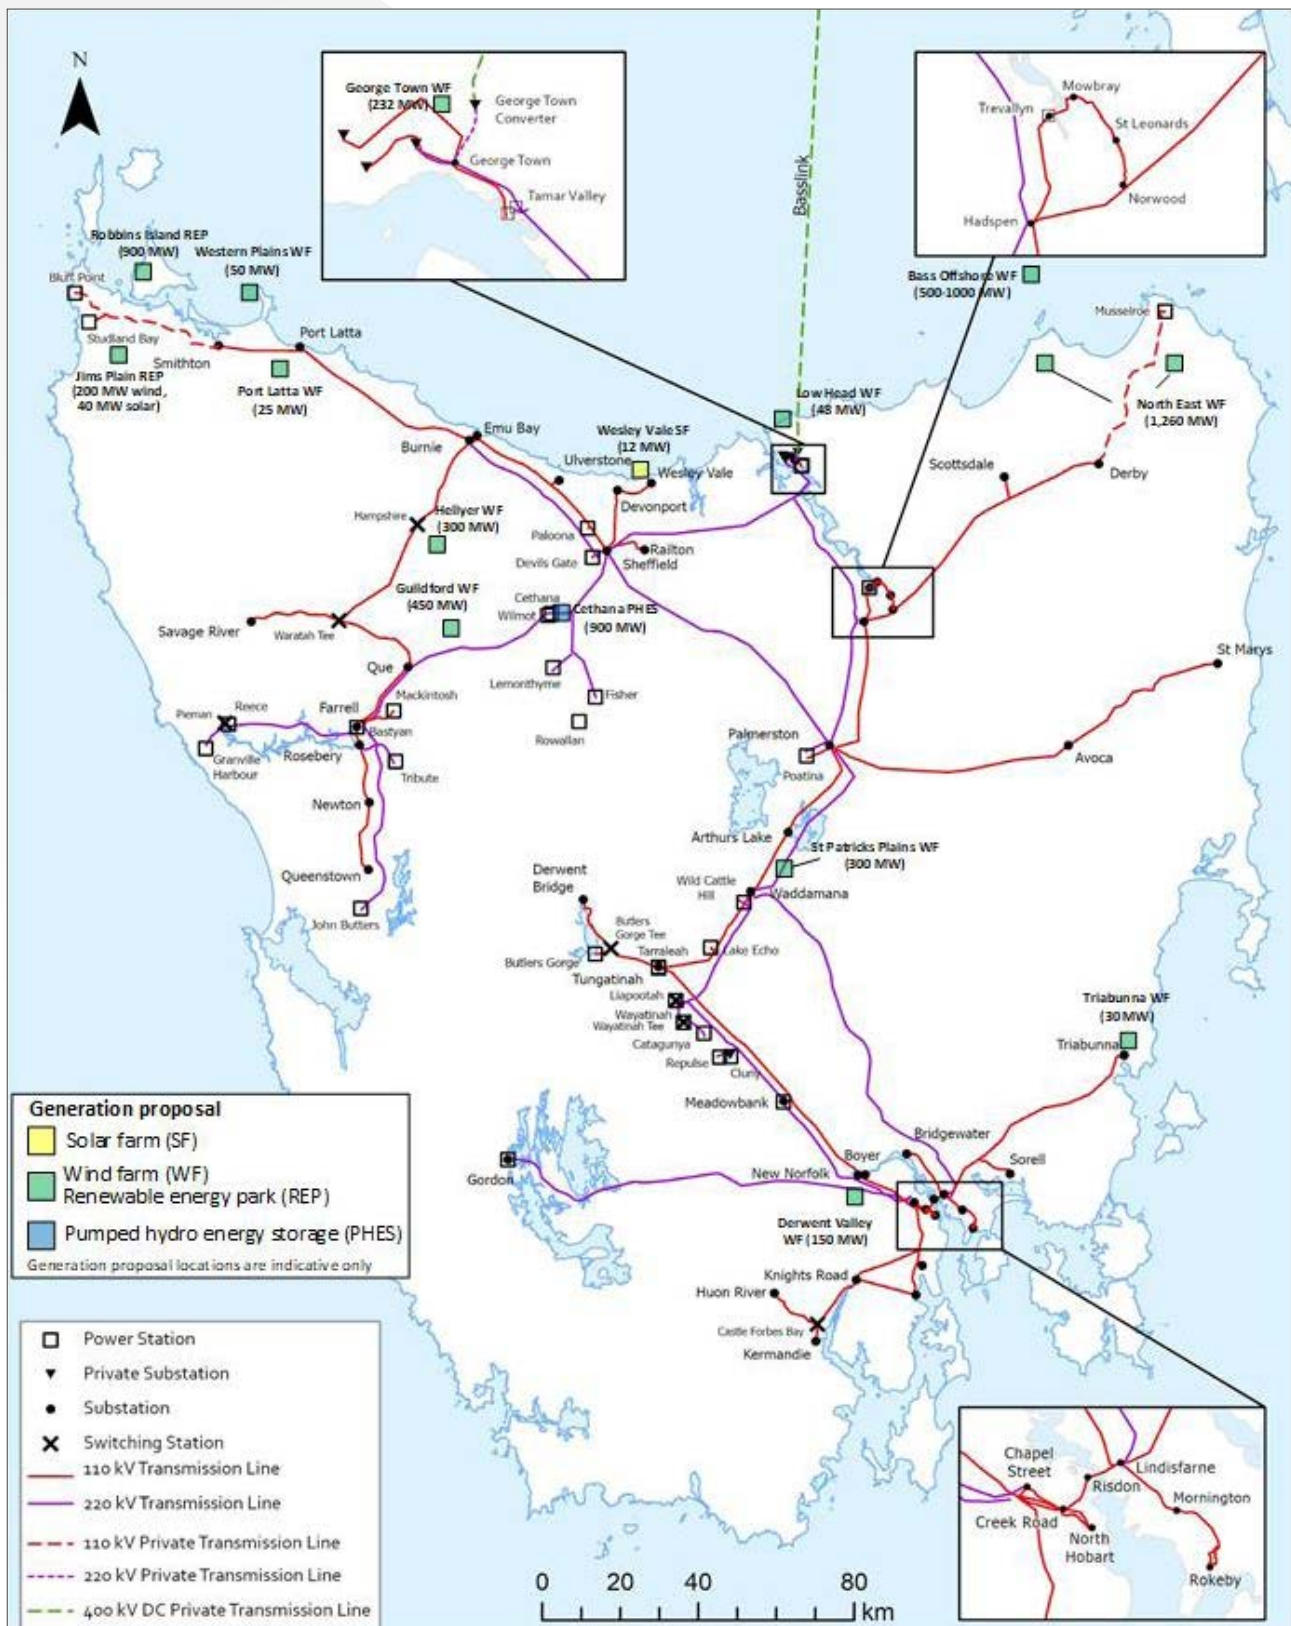 N
George Town WF
(232 MW)
George Town
Converter
George Town
Tamar Valley
Basslink
Mowbray
Trevallyn
St Leonards
Norwood
Hadspen
Robbins Island REP
(900 MW)
Western Plains WF
(50 MW)
Bass Offshore WF
(500-1000 MW)
Bluff Point
Musselroe
Studland Bay
Smithton
Port Latta
Jims Plain REP
(200 MW wind,
40 MW solar)
Port Latta WF
(25 MW)
Low Head WF
(48 MW)
North East WF
(1,260 MW)
Emu Bay
Burnie
Wesley Vale SF
(12 MW)
Ulverstone
Wesley Vale
Devonport
Scottsdale
Derby
Hampshire
Hellyer WF
(300 MW)
Paloona
Devils Gate
Railton
Sheffield
Guildford WF
(450 MW)
Cethana
Wilmot
Cethana PHES
(900 MW)
Savage River
Waratah Tee
St Marys
Que
Lemonthyme
Fisher
Mackintosh
Pieman
Reece
Farrell
Bastyan
Rowallan
Granville
Harbour
Rosebery
Tribute
Palmerston
Poatina
Avoca
Newton
Arthurs Lake
St Patricks Plains WF
(300 MW)
Queenstown
Derwent
Bridge
Wild Cattle
Hill
Waddamana
John Butters
Butlers
Gorge Tee
Butlers Gorge
Tarraleah
Lake Echo
Tungatinah
Liapootah
Wayatinah
Wayatinah Tee
Catagunya
Repulse
Cluny
Triabunna WF
(30 MW)
Triabunna
Meadowbank
Bridgewater
Boyer
Sorell
Gordon
New Norfolk
Derwent Valley
WF (150 MW)
Knights Road
Huon River
Castle Forbes Bay
Kermandie
Generation proposal
Solar farm (SF)
Wind farm (WF)
Renewable energy park (REP)
Pumped hydro energy storage (PHES)
Generation proposal locations are indicative only
Power Station
Private Substation
Substation
Switching Station
110 kV Transmission Line
220 kV Transmission Line
110 kV Private Transmission Line
220 kV Private Transmission Line
400 kV DC Private Transmission Line
0 20 40 80
km
Chapel
Street
Lindisfarne
Risdon
Mornington
Creek Road
North
Hobart
Rokeby